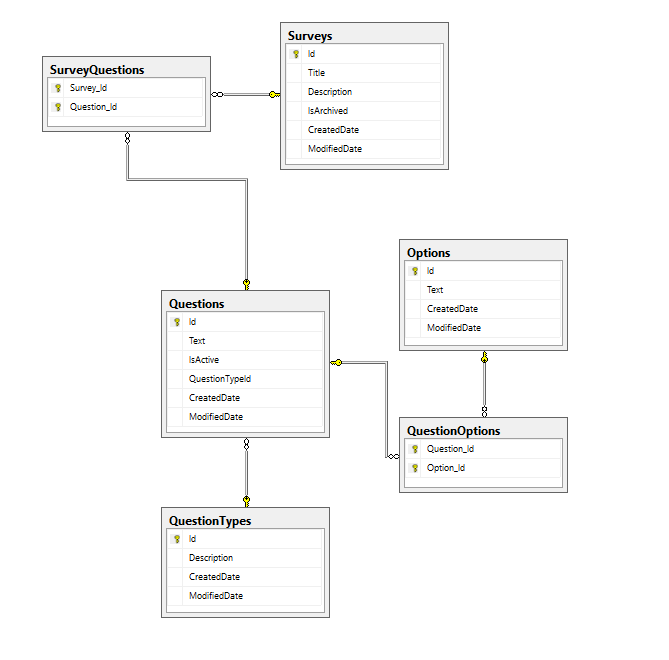 Surveys
Id
Title
Description
IsArchived
CreatedDate
ModifiedDate
SurveyQuestions
Survey_Id
Question_Id
Options
Id
Text
CreatedDate
ModifiedDate
Questions
Id
Text
IsActive
QuestionTypeId
CreatedDate
ModifiedDate
QuestionOptions
Question_Id
Option_Id
QuestionTypes
Id
Description
CreatedDate
ModifiedDate